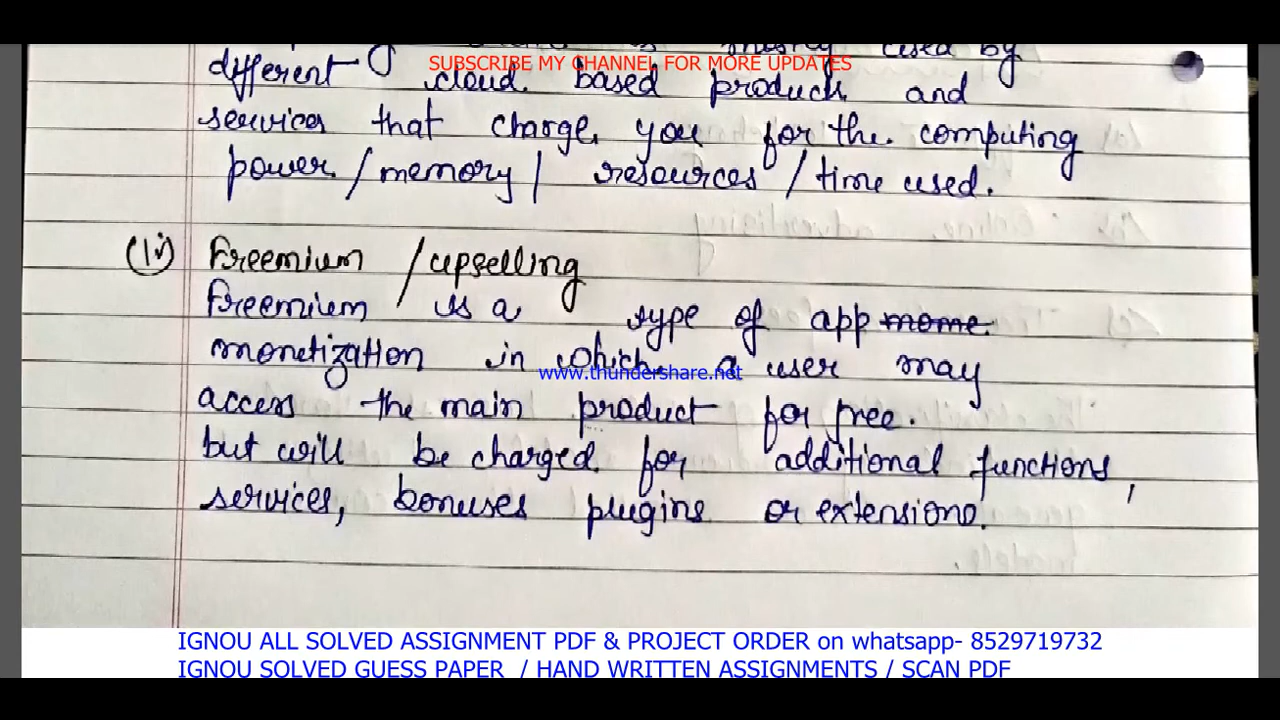 used by
SUBSCRIBE MY CHANNEL FOR MORE UPDATES
different cloud based products and
services that charge you for the computing
power/memory/ resources/time used.
(iv) Freemium /upselling
Freemium is a type of app mome.
monetization in which a user may
www.thundershare.net
access the main product for free.
but will be charged for additional functions,
services, bonuses plugins or extensions.
IGNOU ALL SOLVED ASSIGNMENT PDF & PROJECT ORDER on whatsapp- 8529719732
IGNOU SOLVED GUESS PAPER / HAND WRITTEN ASSIGNMENTS / SCAN PDF